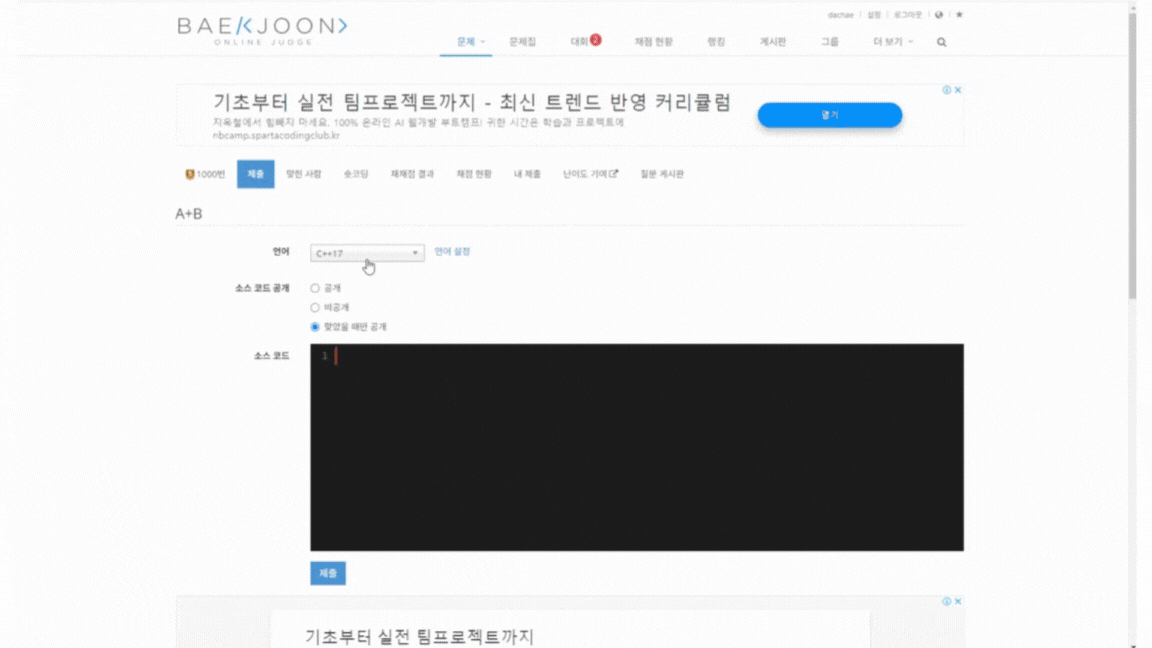 dachae | 설정 | 로그아웃
BAEKJOON>
ONLINE JUDGE
문제 문제집 대회 2 채점 현황 랭킹 게시판 그룹 더 보기
기초부터 실전 팀프로젝트까지 - 최신 트렌드 반영 커리큘럼
지옥철에서 힘빼지 마세요. 100% 온라인 AI 웹개발 부트캠프! 귀한 시간은 학습과 프로젝트에
nbcamp.spartacodingclub.kr
열기
1000번 제출 맞힌 사람 숏코딩 재채점 결과 채점 현황 내 제출 난이도 기여 질문 게시판
A+B
언어 C++17 언어 설정
소스 코드 공개 공개
비공개
맞았을 때만 공개
소스 코드 1
제출
기초부터 실전 팀프로젝트까지